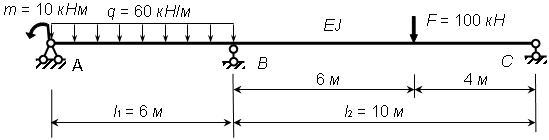 m = 10 кНм
q = 60 кН/м
EJ
F = 100 кН
A
B
C
6 м
4 м
l₁ = 6 м
l₂ = 10 м